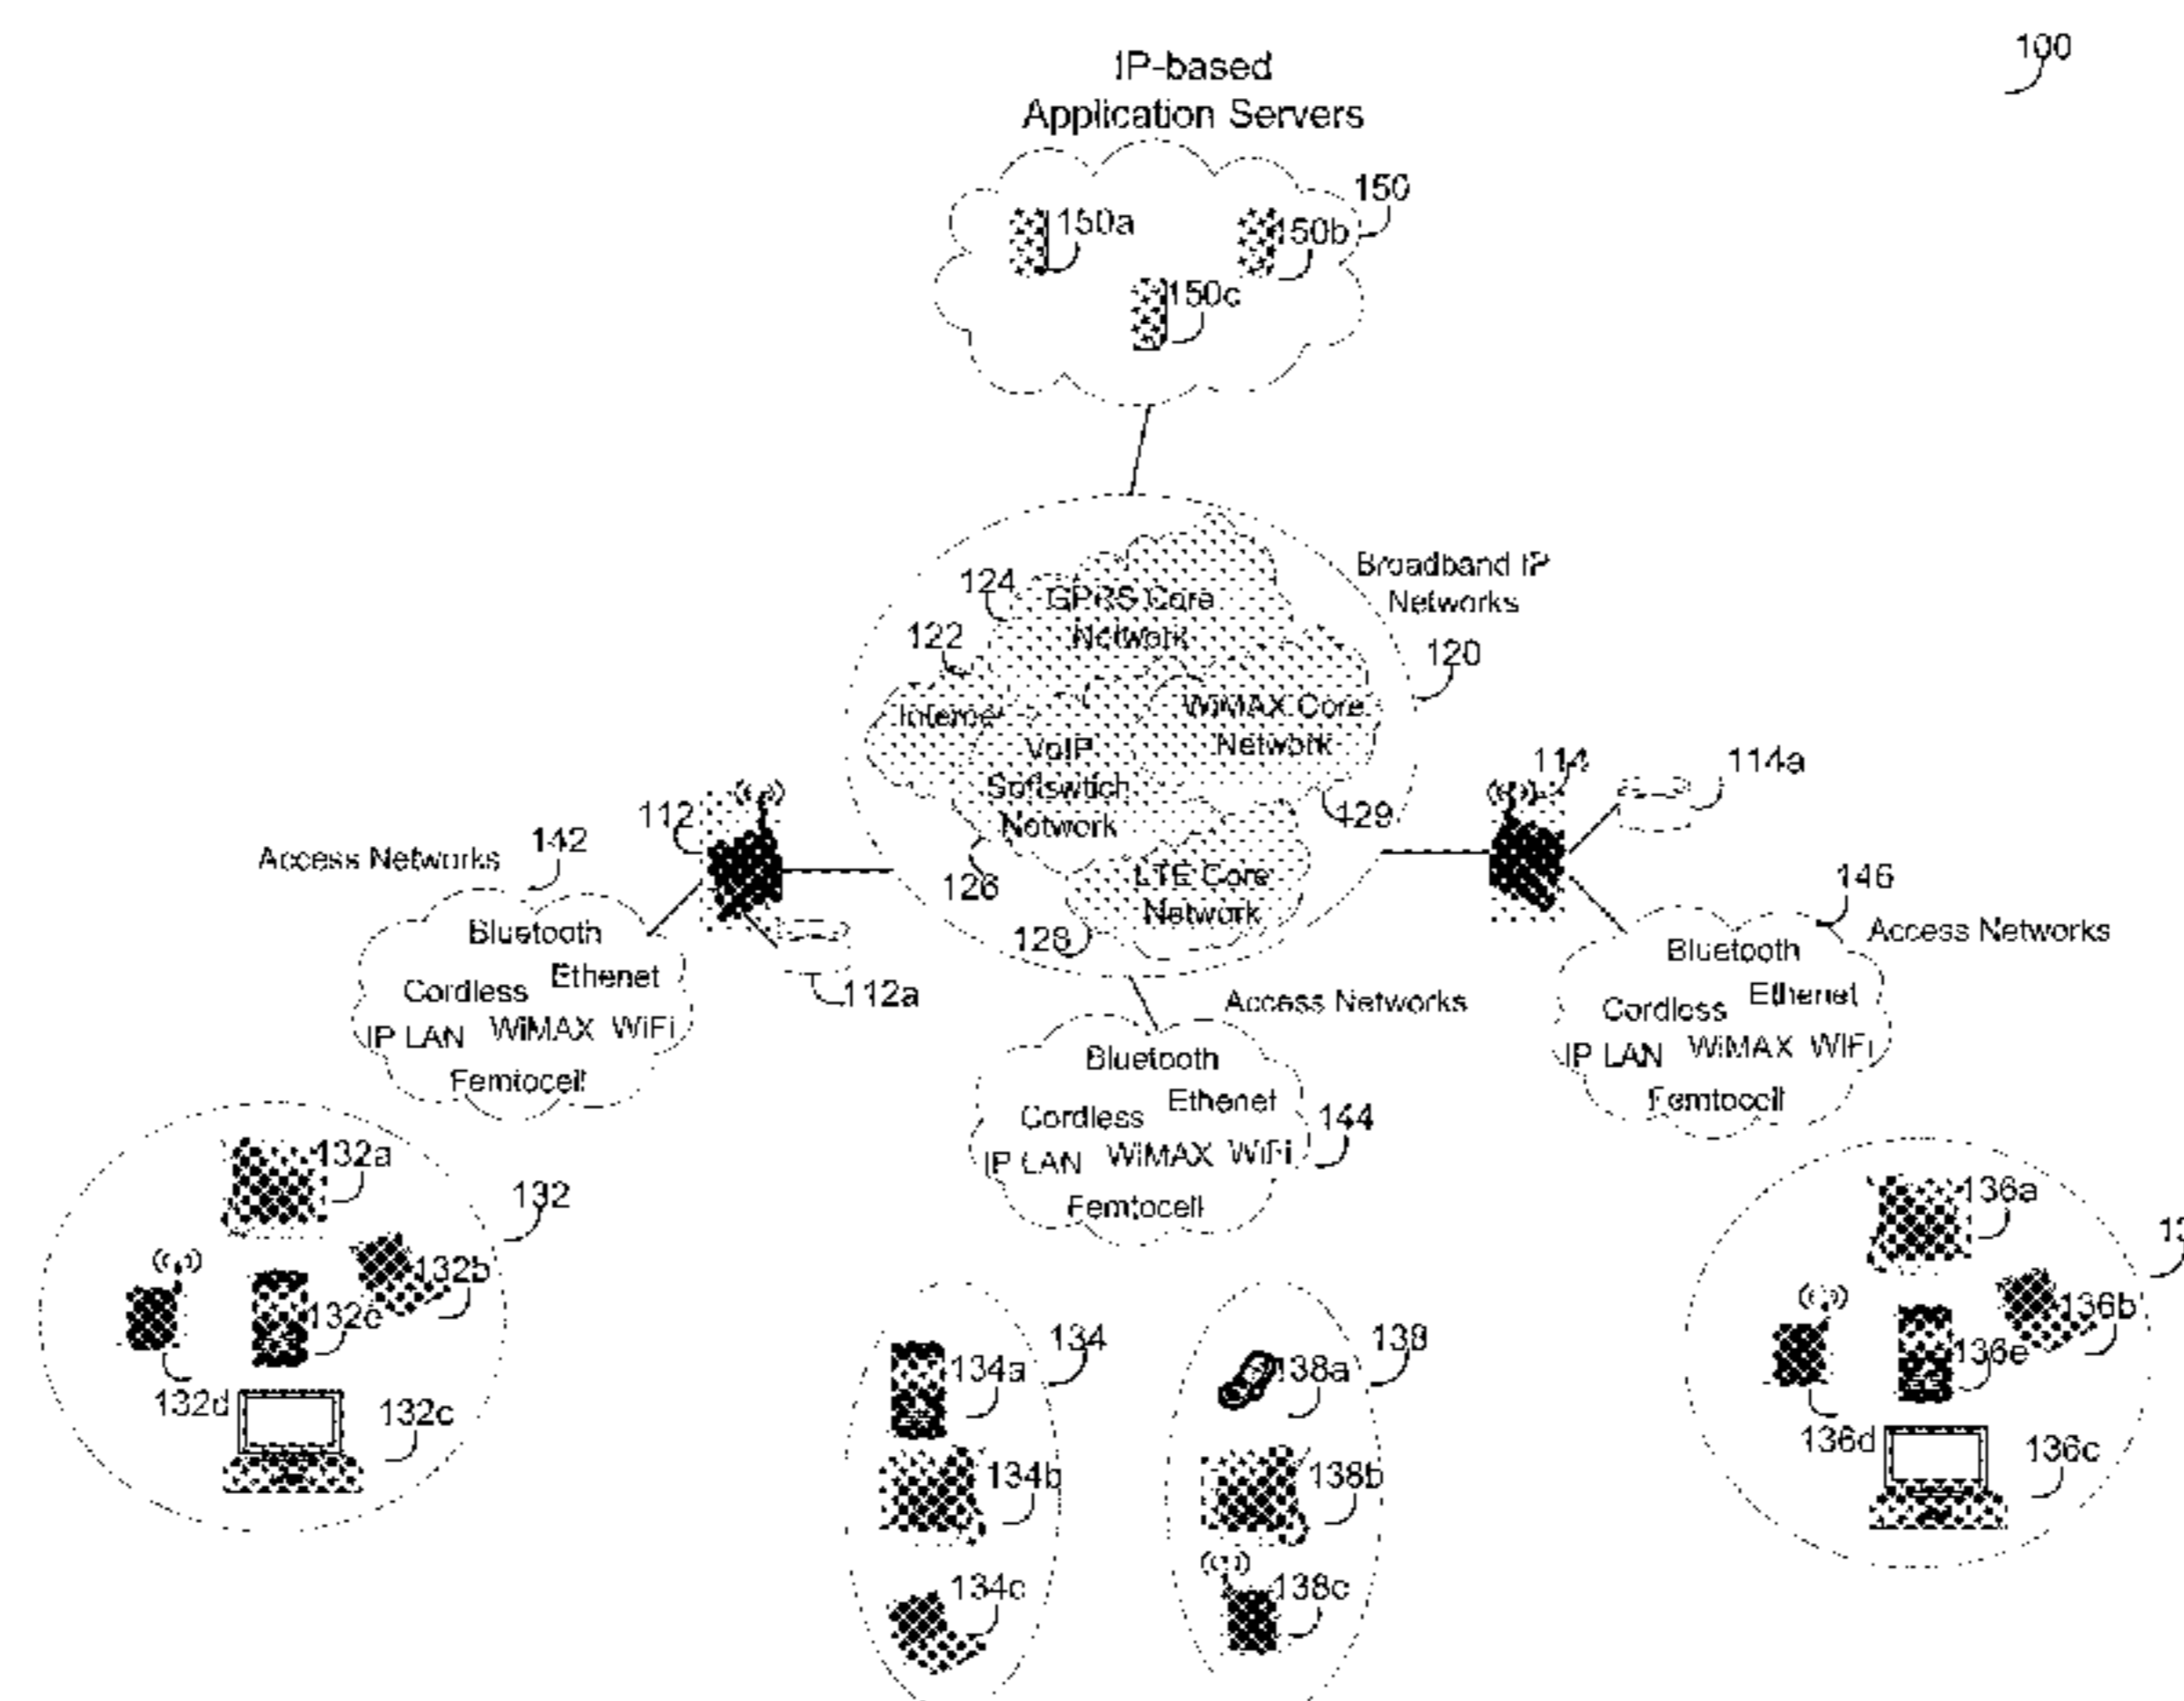 100
IP-based
Application Servers
150
150a
150b
150c
Broadband IP
Networks
124
GPRS Core
Network
122
120
Internet
WiMAX Core
Network
VoIP
Softswtich
Network
114
114a
112
129
142
Access Networks
126
LTE Core
Network
128
146
Access Networks
Bluetooth
Ethenet
Cordless
IP LAN
WiMAX
WiFi
Femtocell
112a
Access Networks
Bluetooth
Ethenet
Cordless
IP LAN
WiMAX
WiFi
Femtocell
144
Bluetooth
Ethenet
Cordless
IP LAN
WiMAX
WiFi
Femtocell
132a
132
132b
132e
132d
132c
136a
136b
136e
136d
136c
134
134a
134b
134c
138
138a
138b
138c